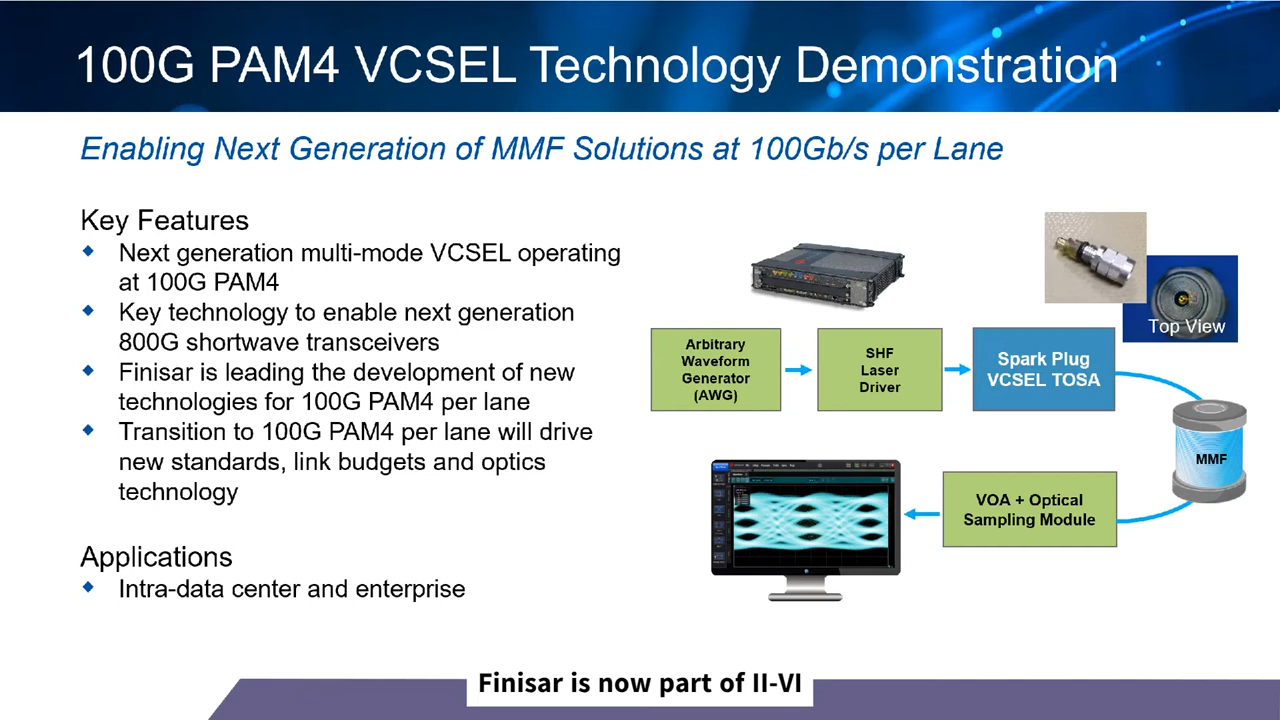 100G PAM4 VCSEL Technology Demonstration
Enabling Next Generation of MMF Solutions at 100Gb/s per Lane
Key Features
Next generation multi-mode VCSEL operating
at 100G PAM4
Key technology to enable next generation
800G shortwave transceivers
Finisar is leading the development of new
technologies for 100G PAM4 per lane
Transition to 100G PAM4 per lane will drive
new standards, link budgets and optics
technology
Applications
Intra-data center and enterprise
Top View
Arbitrary
Waveform
Generator
(AWG)
SHF
Laser
Driver
Spark Plug
VCSEL TOSA
MMF
VOA + Optical
Sampling Module
Finisar is now part of II-VI